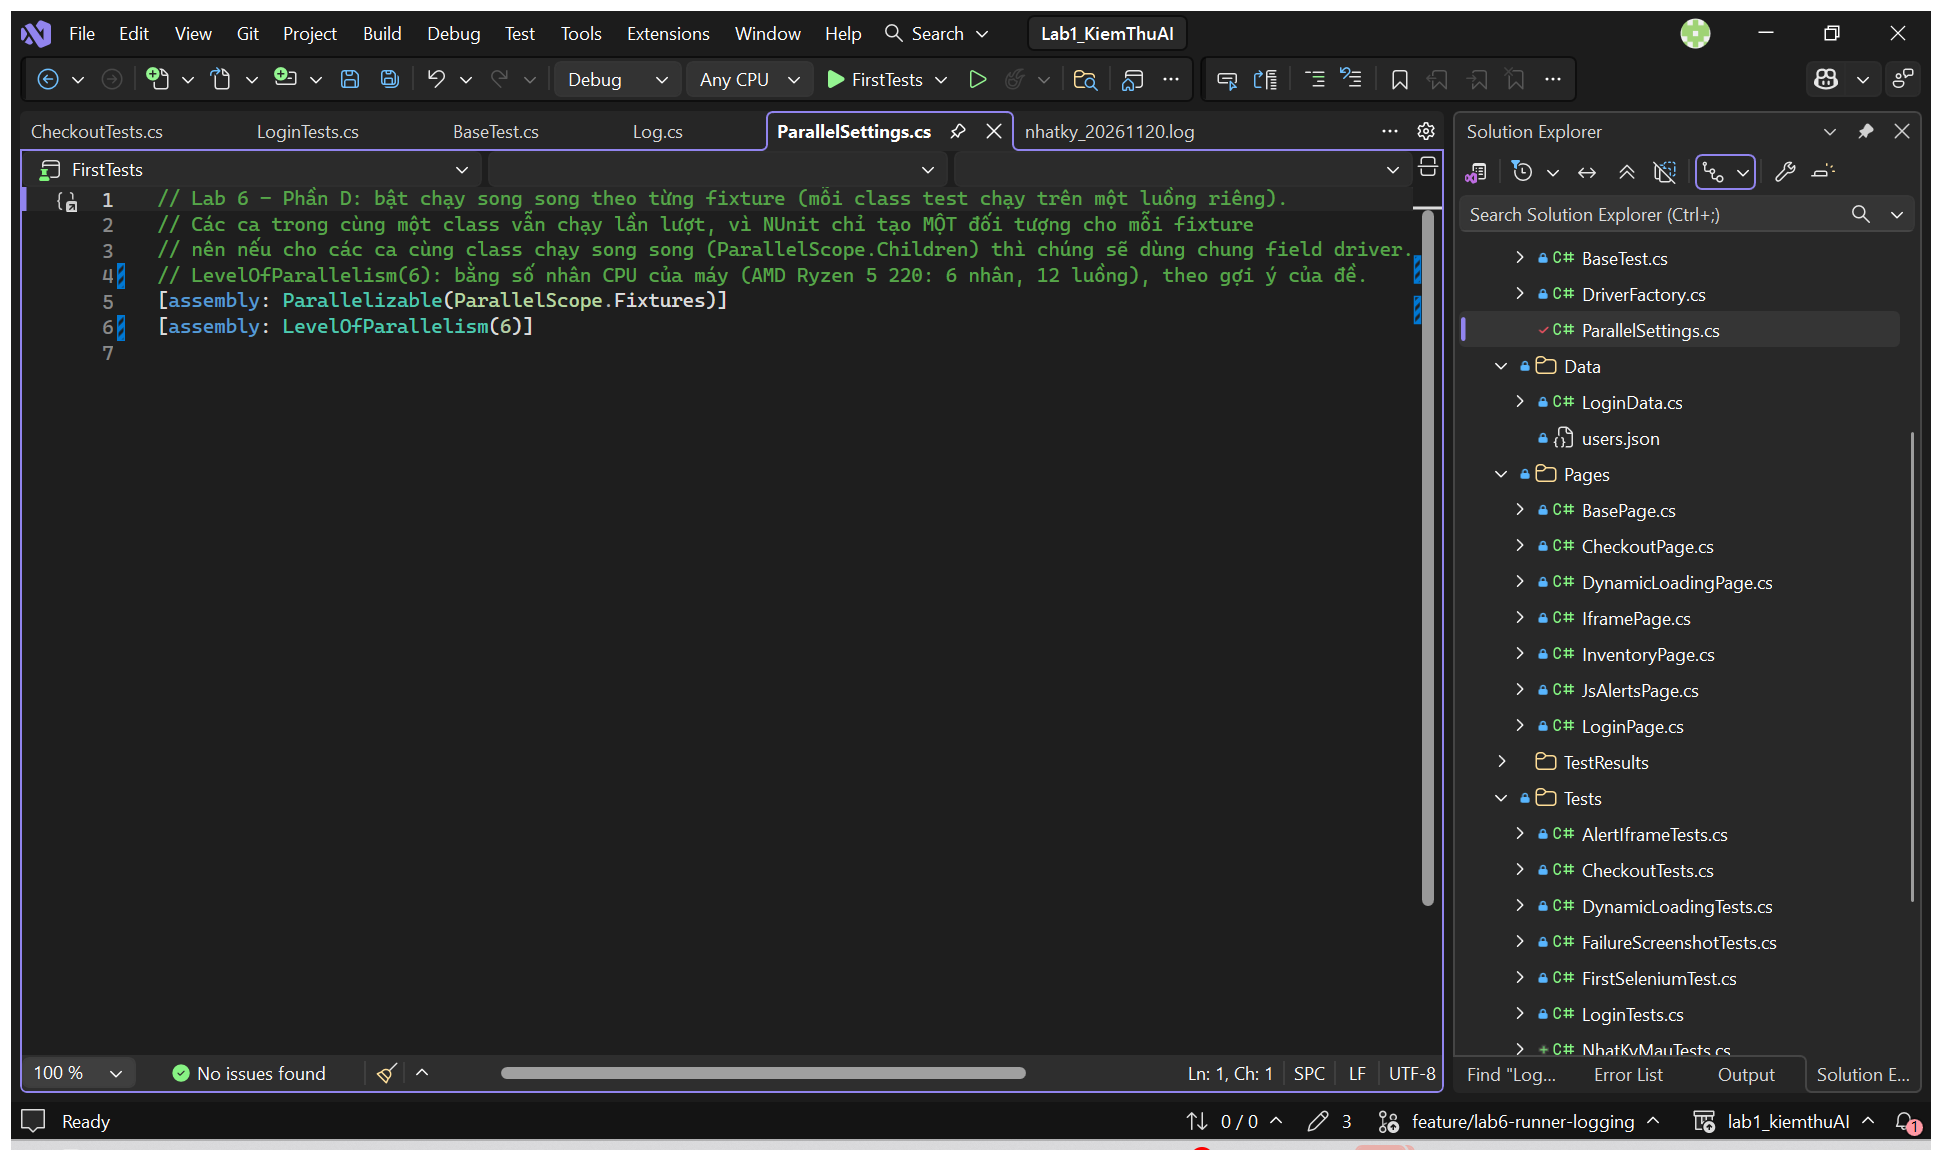 File Edit View Git Project Build Debug Test Tools Extensions Window Help Search Lab1_KiemThuAI
Debug Any CPU FirstTests
CheckoutTests.cs LoginTests.cs BaseTest.cs Log.cs ParallelSettings.cs nhatky_20261120.log
FirstTests
1 // Lab 6 - Phần D: bật chạy song song theo từng fixture (mỗi class test chạy trên một luồng riêng).
2 // Các ca trong cùng một class vẫn chạy lần lượt, vì NUnit chỉ tạo MỘT đối tượng cho mỗi fixture
3 // nên nếu cho các ca cùng class chạy song song (ParallelScope.Children) thì chúng sẽ dùng chung field driver.
4 // LevelOfParallelism(6): bằng số nhân CPU của máy (AMD Ryzen 5 220: 6 nhân, 12 luồng), theo gợi ý của đề.
5 [assembly: Parallelizable(ParallelScope.Fixtures)]
6 [assembly: LevelOfParallelism(6)]
7
100 % No issues found Ln: 1, Ch: 1 SPC LF UTF-8
Solution Explorer
Search Solution Explorer (Ctrl+;)
C# BaseTest.cs
C# DriverFactory.cs
C# ParallelSettings.cs
Data
C# LoginData.cs
users.json
Pages
C# BasePage.cs
C# CheckoutPage.cs
C# DynamicLoadingPage.cs
C# IframePage.cs
C# InventoryPage.cs
C# JsAlertsPage.cs
C# LoginPage.cs
TestResults
Tests
C# AlertIframeTests.cs
C# CheckoutTests.cs
C# DynamicLoadingTests.cs
C# FailureScreenshotTests.cs
C# FirstSeleniumTest.cs
C# LoginTests.cs
C# NhatKyMauTests.cs
Find "Log... Error List Output Solution E...
Ready 0 / 0 3 feature/lab6-runner-logging lab1_kiemthuAI 1